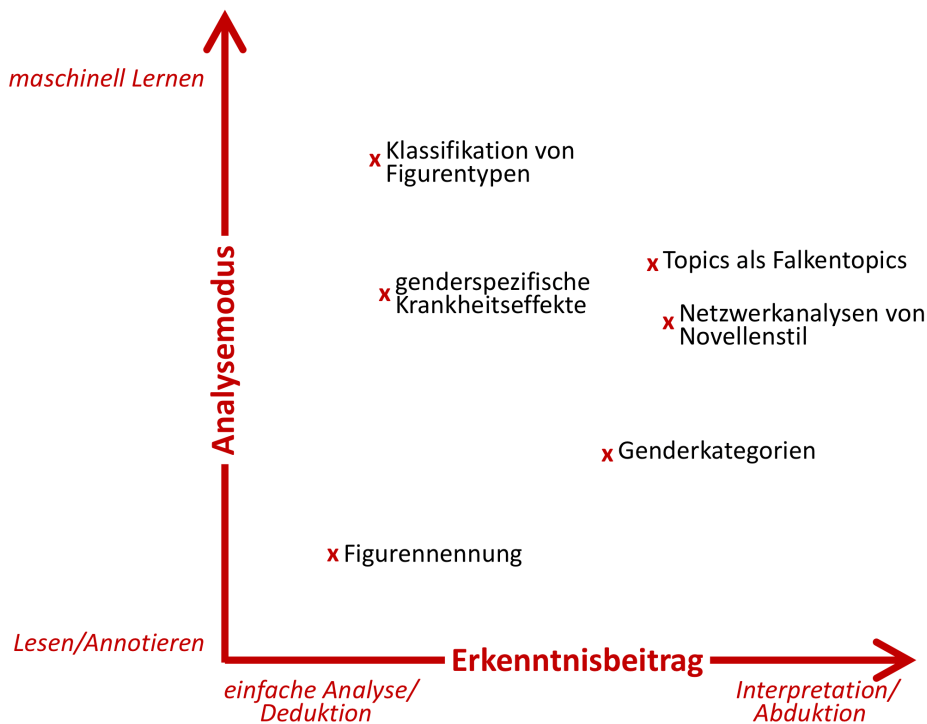 maschinell Lernen
x Klassifikation von
Figurentypen
x Topics als Falkentopics
x genderspezifische
Krankheitseffekte
x Netzwerkanalysen von
Novellenstil
Analysemodus
x Genderkategorien
x Figurennennung
Lesen/Annotieren
Erkenntnisbeitrag
einfache Analyse/
Deduktion
Interpretation/
Abduktion